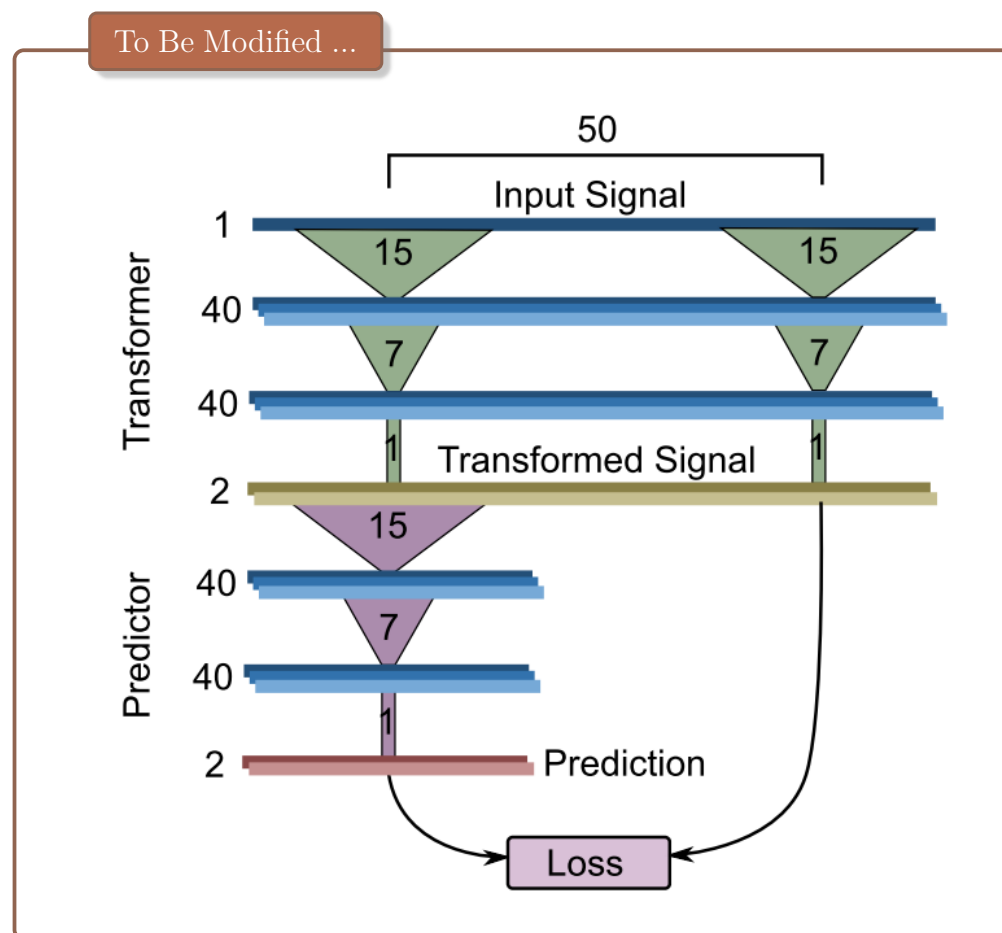 To Be Modified ...
50
Input Signal
1
15
15
Transformer
40
7
7
40
1
1
Transformed Signal
2
15
Predictor
40
7
40
1
2
Prediction
Loss